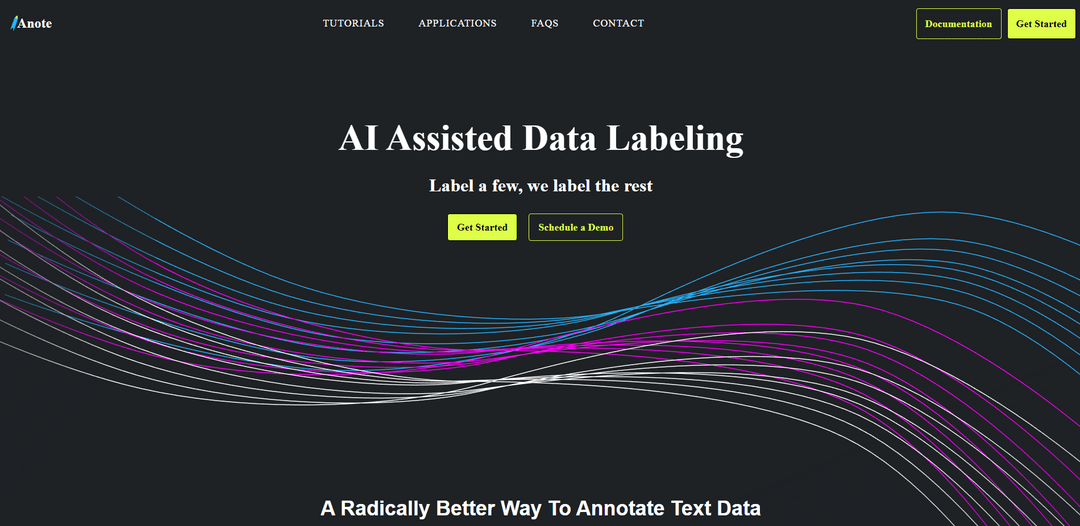 Anote
TUTORIALS
APPLICATIONS
FAQS
CONTACT
Documentation
Get Started
AI Assisted Data Labeling
Label a few, we label the rest
Get Started
Schedule a Demo
A Radically Better Way To Annotate Text Data